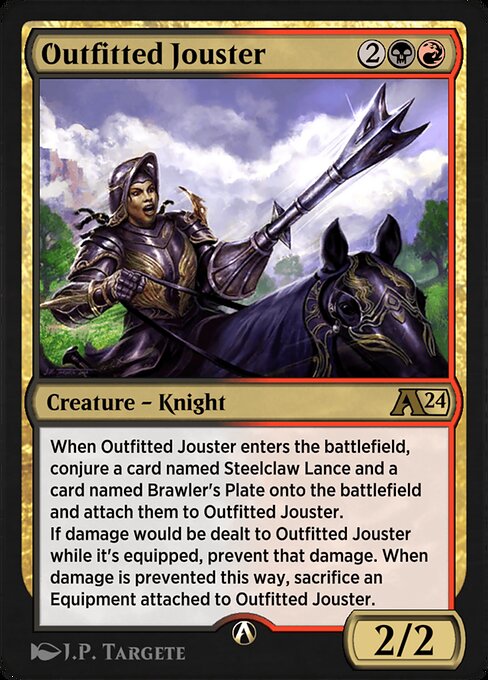 Outfitted Jouster 2
Creature – Knight A24
When Outfitted Jouster enters the battlefield,
conjure a card named Steelclaw Lance and a
card named Brawler's Plate onto the battlefield
and attach them to Outfitted Jouster.
If damage would be dealt to Outfitted Jouster
while it's equipped, prevent that damage. When
damage is prevented this way, sacrifice an
Equipment attached to Outfitted Jouster.
2/2
J.P. Targete